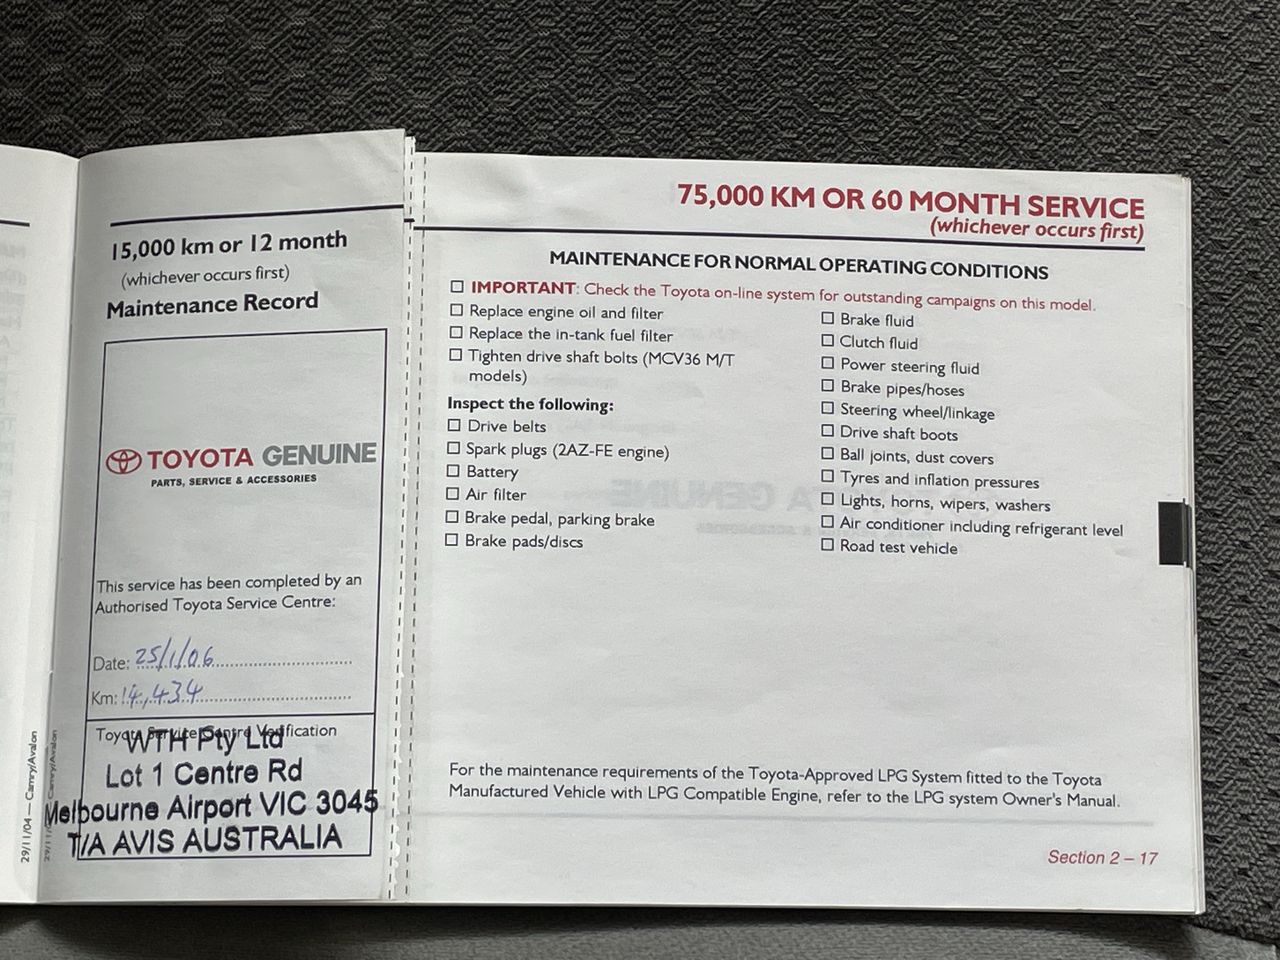 15,000 km or 12 month
(whichever occurs first)
Maintenance Record
TOYOTA GENUINE
PARTS, SERVICE & ACCESSORIES
This service has been completed by an
Authorised Toyota Service Centre:
Date: 25/1/06
Km: 14,434
Toyota Service Centre Verification
WTH Pty Ltd
Lot 1 Centre Rd
Melbourne Airport VIC 3045
T/A AVIS AUSTRALIA
29/11/04 — Camry/Avalon
29/11/04 — Camry/Avalon
75,000 KM OR 60 MONTH SERVICE
(whichever occurs first)
MAINTENANCE FOR NORMAL OPERATING CONDITIONS
IMPORTANT: Check the Toyota on-line system for outstanding campaigns on this model.
Replace engine oil and filter
Replace the in-tank fuel filter
Tighten drive shaft bolts (MCV36 M/T
models)
Inspect the following:
Drive belts
Spark plugs (2AZ-FE engine)
Battery
Air filter
Brake pedal, parking brake
Brake pads/discs
Brake fluid
Clutch fluid
Power steering fluid
Brake pipes/hoses
Steering wheel/linkage
Drive shaft boots
Ball joints, dust covers
Tyres and inflation pressures
Lights, horns, wipers, washers
Air conditioner including refrigerant level
Road test vehicle
For the maintenance requirements of the Toyota-Approved LPG System fitted to the Toyota
Manufactured Vehicle with LPG Compatible Engine, refer to the LPG system Owner's Manual.
Section 2 – 17